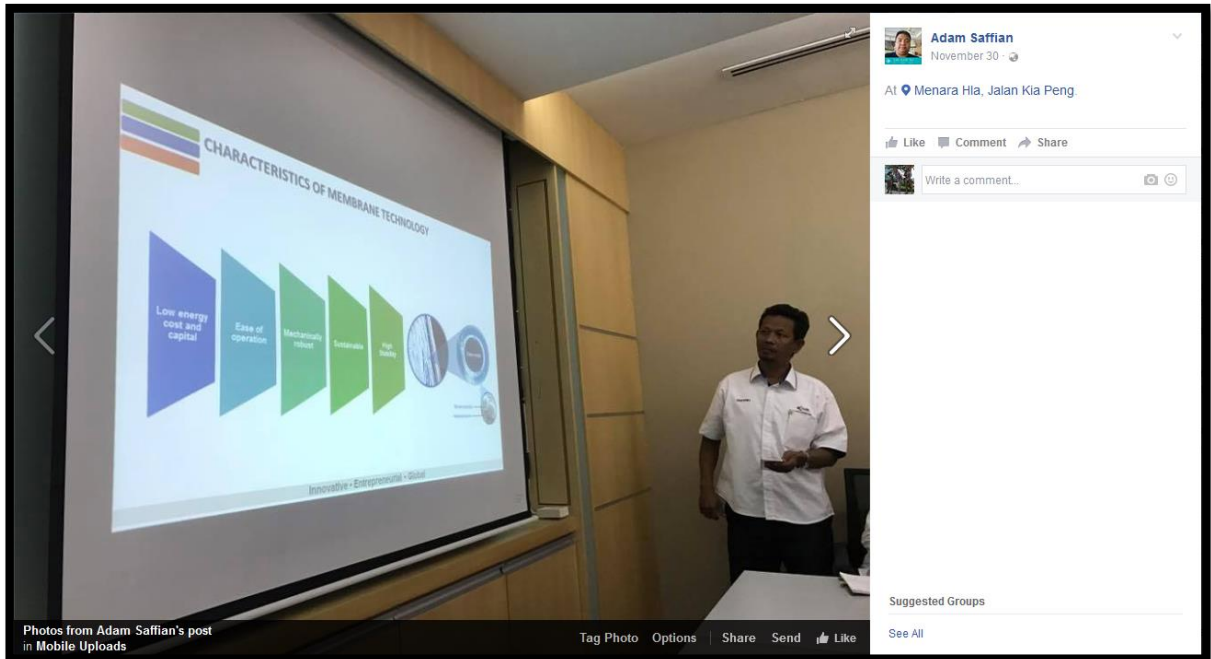 CHARACTERISTICS OF MEMBRANE TECHNOLOGY
Low energy
cost and
capital
Ease of
operation
Mechanically
robust
Sustainable
High
Stability
Innovative • Entrepreneurial • Global
Photos from Adam Saffian's post
in Mobile Uploads
Tag Photo Options Share Send Like
Adam Saffian
November 30
At Menara Hla, Jalan Kia Peng.
Like Comment Share
Write a comment...
Suggested Groups
See All